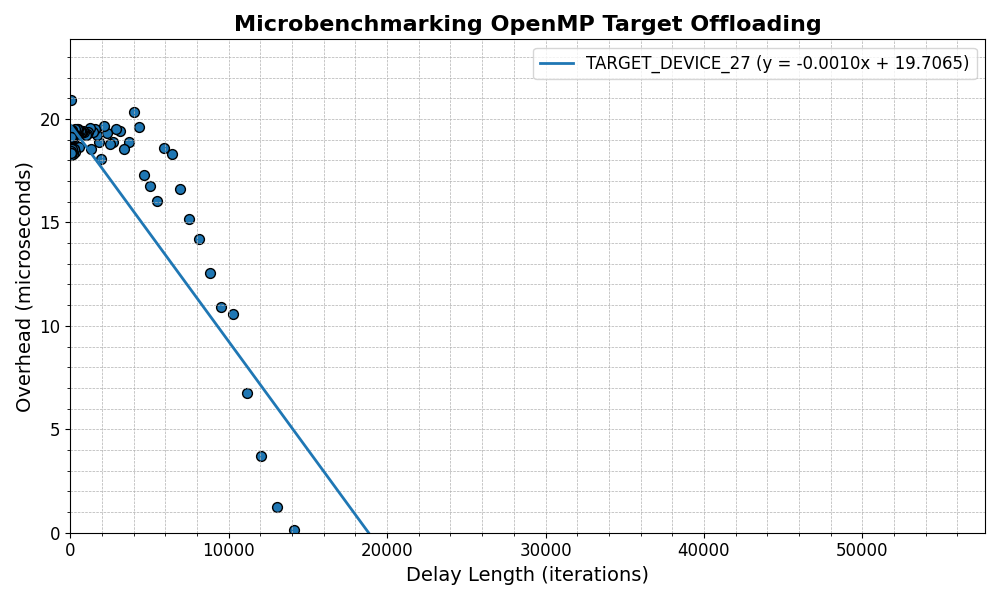 Microbenchmarking OpenMP Target Offloading
TARGET_DEVICE_27 (y = -0.0010x + 19.7065)
Overhead (microseconds)
20
15
10
5
0
0 10000 20000 30000 40000 50000
Delay Length (iterations)